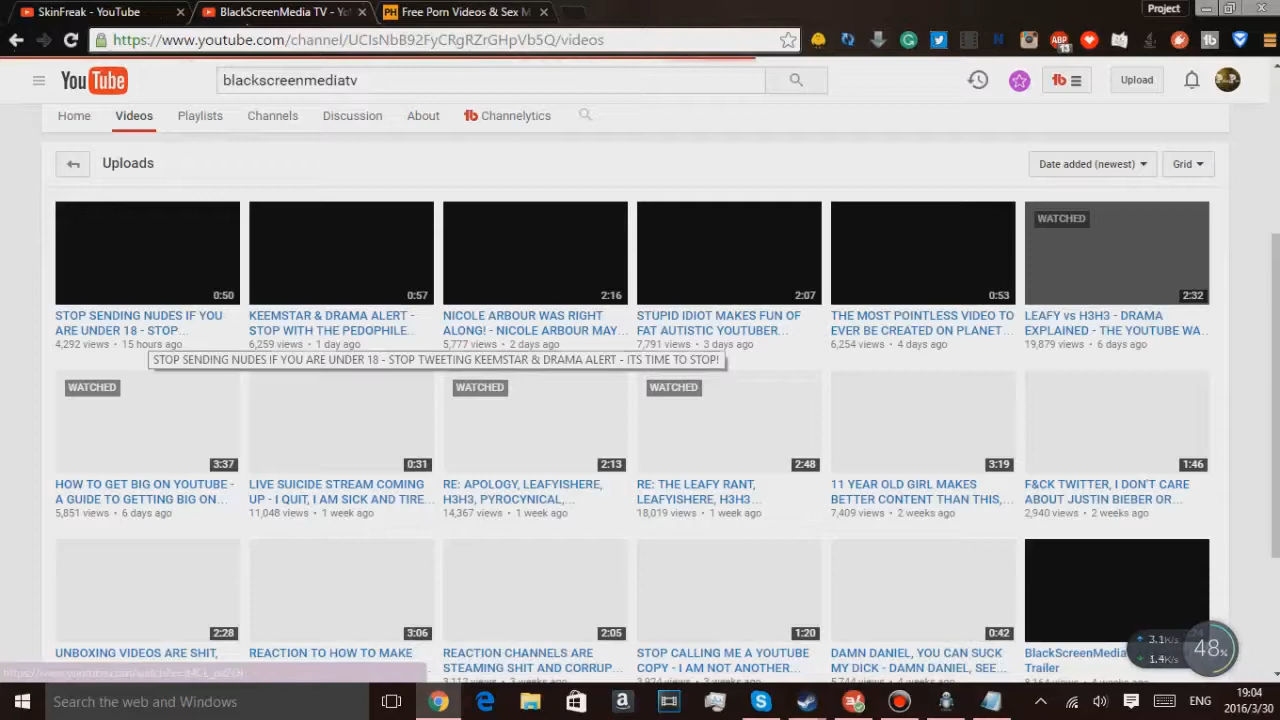 SkinFreak - YouTube
BlackScreenMedia TV - Yo
PH Free Porn Videos & Sex M
Project
https://www.youtube.com/channel/UCIsNbB92FyCRgRZrGHpVb5Q/videos
YouTube
blackscreenmediatv
Upload
Home Videos Playlists Channels Discussion About Channelytics
Uploads
Date added (newest) Grid
WATCHED
0:50 0:57 2:16 2:07 0:53 2:32
STOP SENDING NUDES IF YOU
ARE UNDER 18 - STOP...
4,292 views • 15 hours ago
KEEMSTAR & DRAMA ALERT -
STOP WITH THE PEDOPHILE...
6,259 views • 1 day ago
NICOLE ARBOUR WAS RIGHT
ALONG! - NICOLE ARBOUR MAY...
5,777 views • 2 days ago
STUPID IDIOT MAKES FUN OF
FAT AUTISTIC YOUTUBER...
7,791 views • 3 days ago
THE MOST POINTLESS VIDEO TO
EVER BE CREATED ON PLANET...
6,254 views • 4 days ago
LEAFY vs H3H3 - DRAMA
EXPLAINED - THE YOUTUBE WA...
19,879 views • 6 days ago
STOP SENDING NUDES IF YOU ARE UNDER 18 - STOP TWEETING KEEMSTAR & DRAMA ALERT - ITS TIME TO STOP!
WATCHED WATCHED WATCHED
3:37 0:31 2:13 2:48 3:19 1:46
HOW TO GET BIG ON YOUTUBE -
A GUIDE TO GETTING BIG ON...
5,851 views • 6 days ago
LIVE SUICIDE STREAM COMING
UP - I QUIT, I AM SICK AND TIRE...
11,048 views • 1 week ago
RE: APOLOGY, LEAFYISHERE,
H3H3, PYROCYNICAL,...
14,367 views • 1 week ago
RE: THE LEAFY RANT,
LEAFYISHERE, H3H3...
18,019 views • 1 week ago
11 YEAR OLD GIRL MAKES
BETTER CONTENT THAN THIS,...
7,409 views • 2 weeks ago
F&CK TWITTER, I DON'T CARE
ABOUT JUSTIN BIEBER OR...
2,940 views • 2 weeks ago
2:28 3:06 2:05 1:20 0:42
UNBOXING VIDEOS ARE SHIT,
REACTION TO HOW TO MAKE
REACTION CHANNELS ARE
STEAMING SHIT AND CORRUP...
STOP CALLING ME A YOUTUBE
COPY - I AM NOT ANOTHER
DAMN DANIEL, YOU CAN SUCK
MY DICK - DAMN DANIEL, SEE...
BlackScreenMedia
Trailer
3.1K/s
1.4K/s
48%
Search the web and Windows
ENG
19:04
2016/3/30